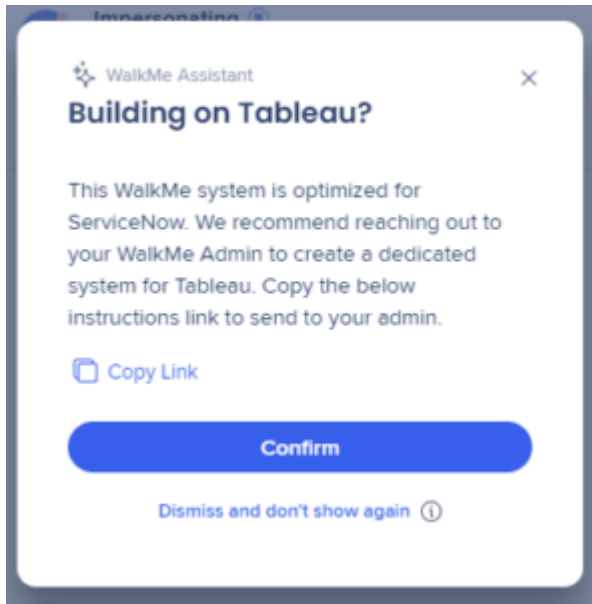 Impersonating
WalkMe Assistant
Building on Tableau?
This WalkMe system is optimized for
ServiceNow. We recommend reaching out to
your WalkMe Admin to create a dedicated
system for Tableau. Copy the below
instructions link to send to your admin.
Copy Link
Confirm
Dismiss and don't show again